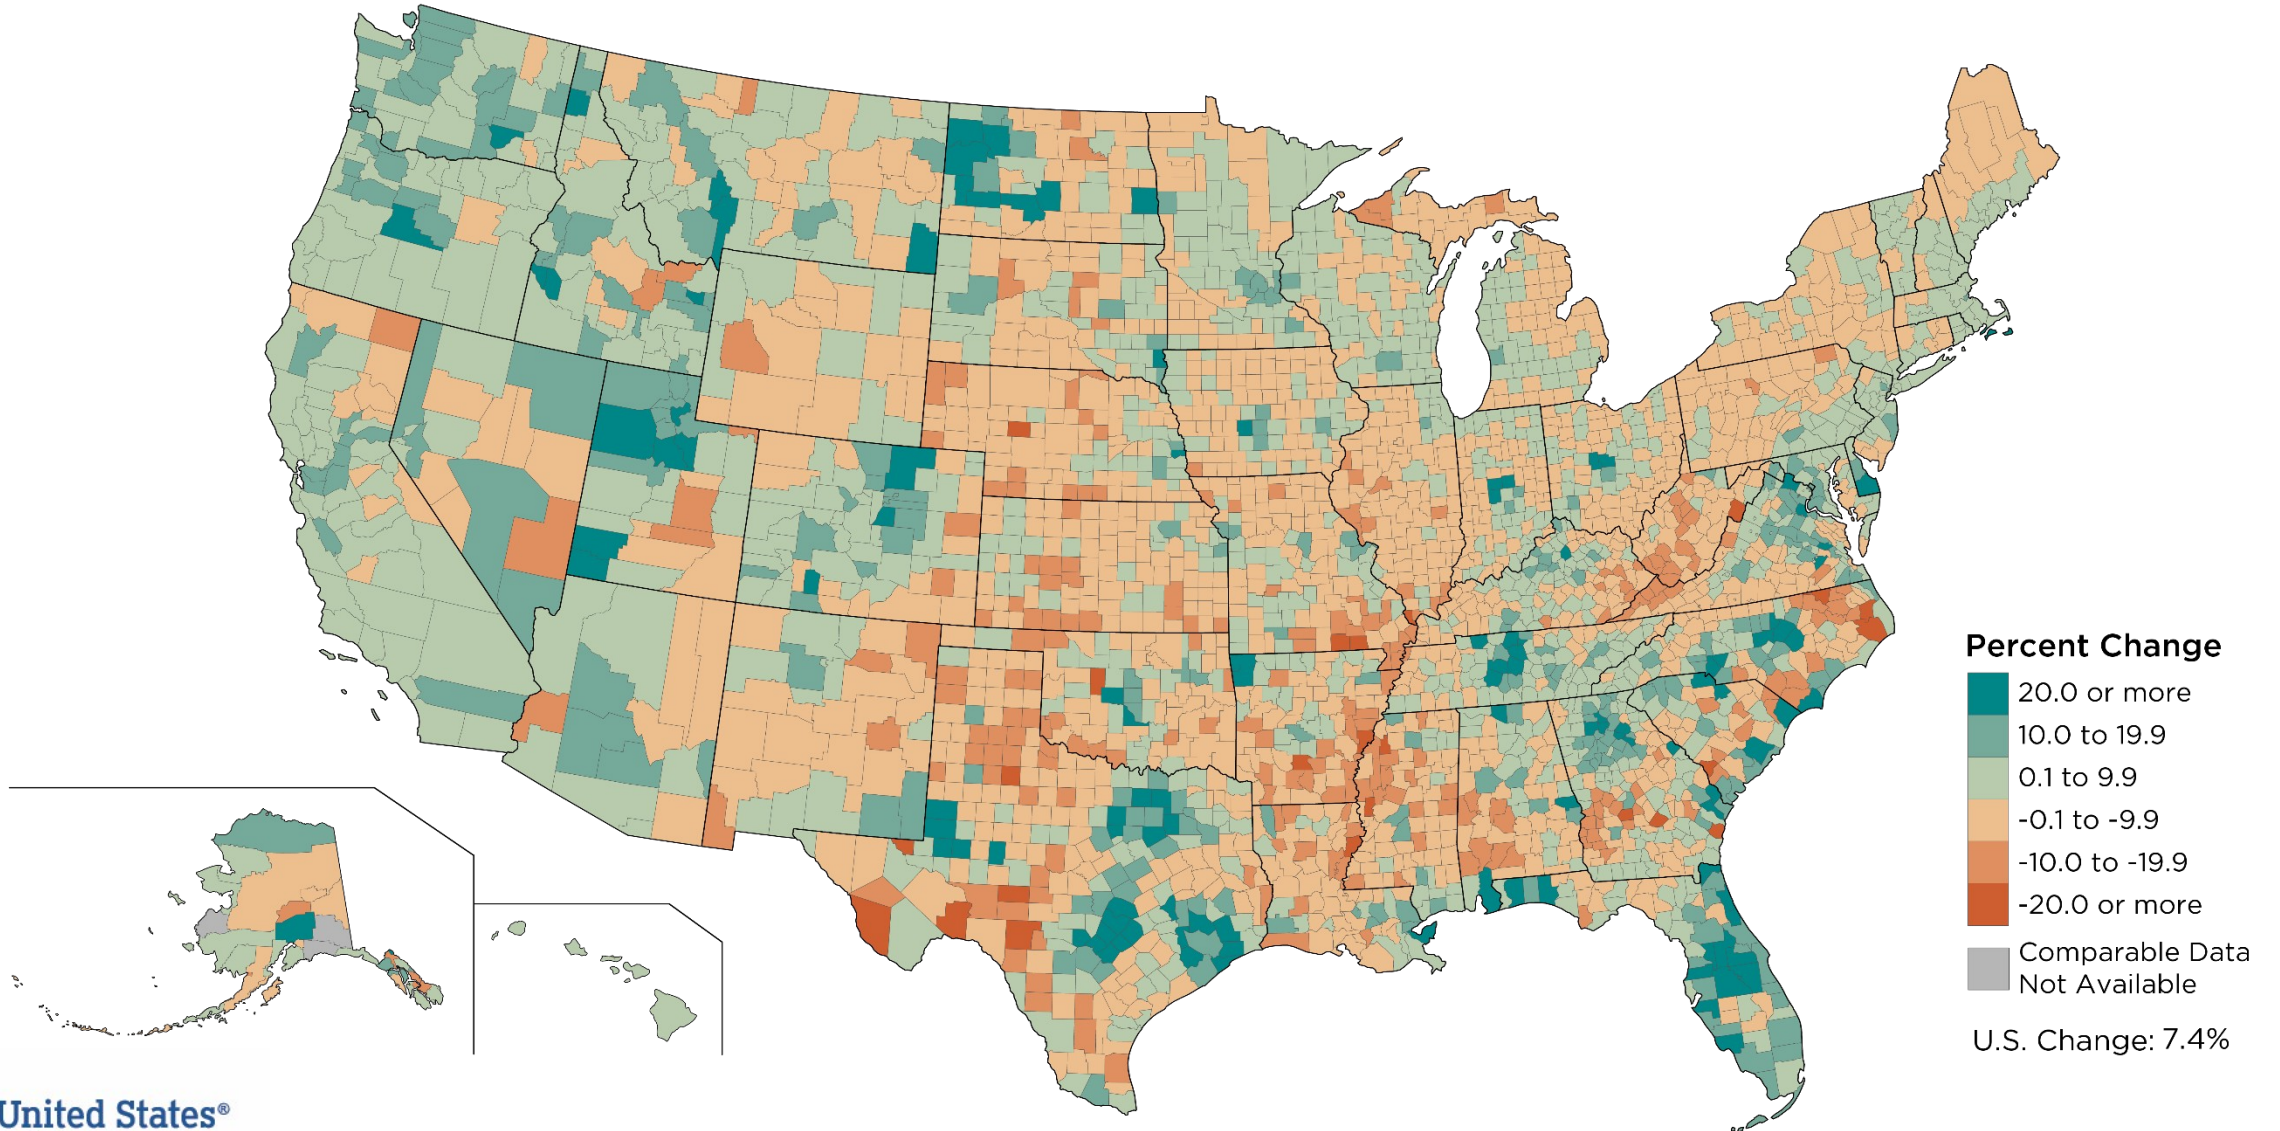 Percent Change
20.0 or more
10.0 to 19.9
0.1 to 9.9
-0.1 to -9.9
-10.0 to -19.9
-20.0 or more
Comparable Data
Not Available
U.S. Change: 7.4%
United States®